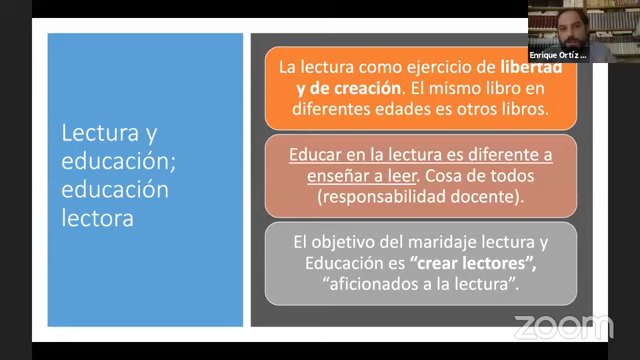 Enrique Ortíz ...
Lectura y
educación;
educación
lectora
La lectura como ejercicio de libertad
y de creación. El mismo libro en
diferentes edades es otros libros.
Educar en la lectura es diferente a
enseñar a leer. Cosa de todos
(responsabilidad docente).
El objetivo del maridaje lectura y
Educación es “crear lectores”,
“aficionados a la lectura”.
zoom